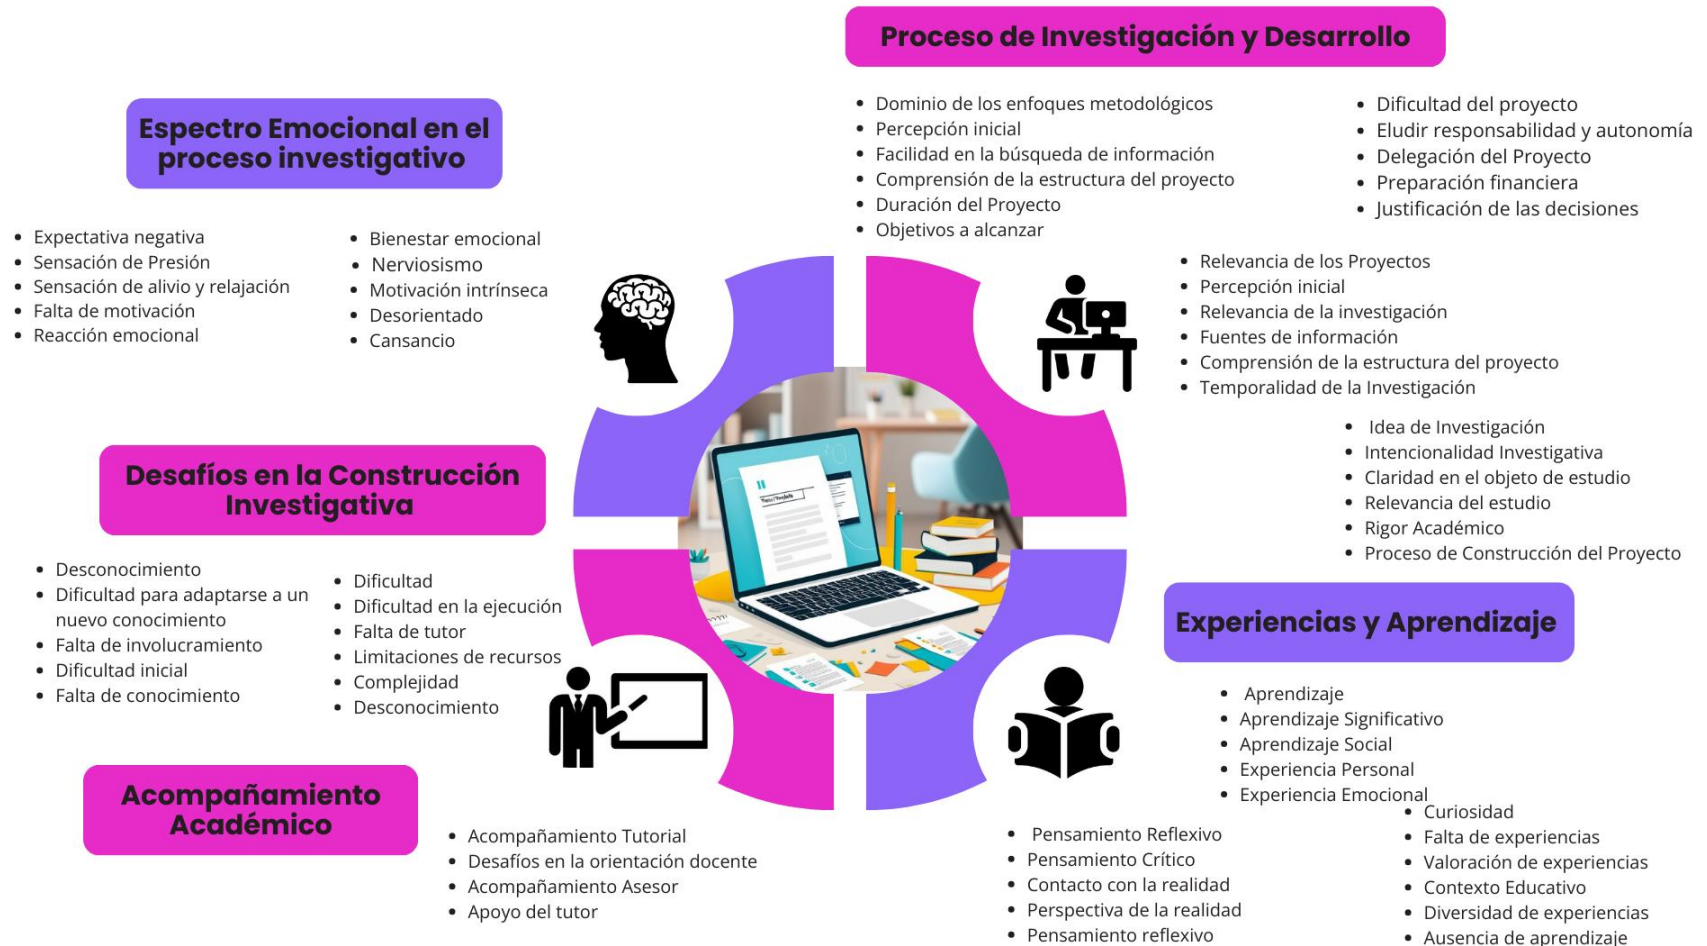 Proceso de Investigación y Desarrollo
Dominio de los enfoques metodológicos
Percepción inicial
Facilidad en la búsqueda de información
Comprensión de la estructura del proyecto
Duración del Proyecto
Objetivos a alcanzar
Dificultad del proyecto
Eludir responsabilidad y autonomía
Delegación del Proyecto
Preparación financiera
Justificación de las decisiones
Relevancia de los Proyectos
Percepción inicial
Relevancia de la investigación
Fuentes de información
Comprensión de la estructura del proyecto
Temporalidad de la Investigación
Idea de Investigación
Intencionalidad Investigativa
Claridad en el objeto de estudio
Relevancia del estudio
Rigor Académico
Proceso de Construcción del Proyecto
Espectro Emocional en el
proceso investigativo
Expectativa negativa
Sensación de Presión
Sensación de alivio y relajación
Falta de motivación
Reacción emocional
Bienestar emocional
Nerviosismo
Motivación intrínseca
Desorientado
Cansancio
Desafíos en la Construcción
Investigativa
Desconocimiento
Dificultad para adaptarse a un
nuevo conocimiento
Falta de involucramiento
Dificultad inicial
Falta de conocimiento
Dificultad
Dificultad en la ejecución
Falta de tutor
Limitaciones de recursos
Complejidad
Desconocimiento
Experiencias y Aprendizaje
Aprendizaje
Aprendizaje Significativo
Aprendizaje Social
Experiencia Personal
Experiencia Emocional
Pensamiento Reflexivo
Pensamiento Crítico
Contacto con la realidad
Perspectiva de la realidad
Pensamiento reflexivo
Curiosidad
Falta de experiencias
Valoración de experiencias
Contexto Educativo
Diversidad de experiencias
Ausencia de aprendizaje
Acompañamiento
Académico
Acompañamiento Tutorial
Desafíos en la orientación docente
Acompañamiento Asesor
Apoyo del tutor